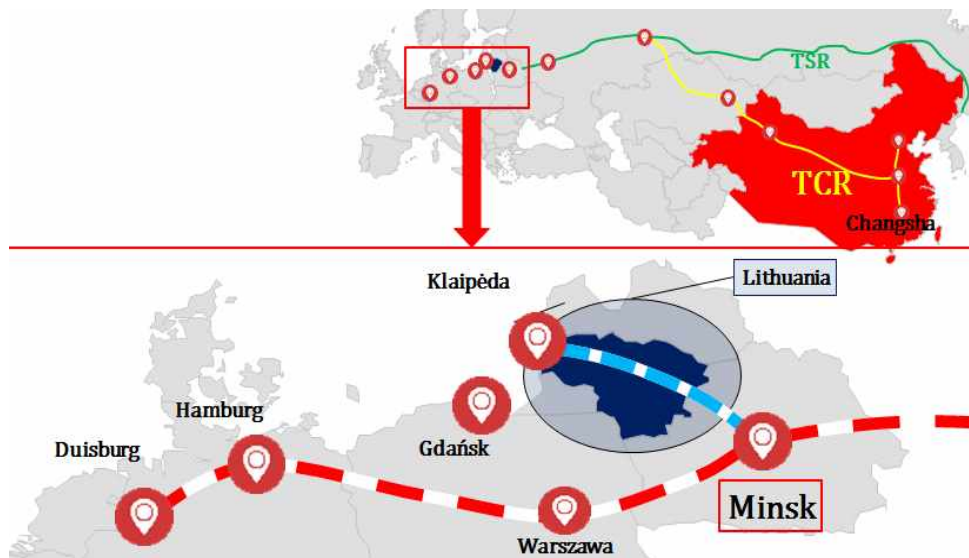 TSR
TCR
Changsha
Klaipėda
Lithuania
Hamburg
Duisburg
Gdańsk
Minsk
Warszawa